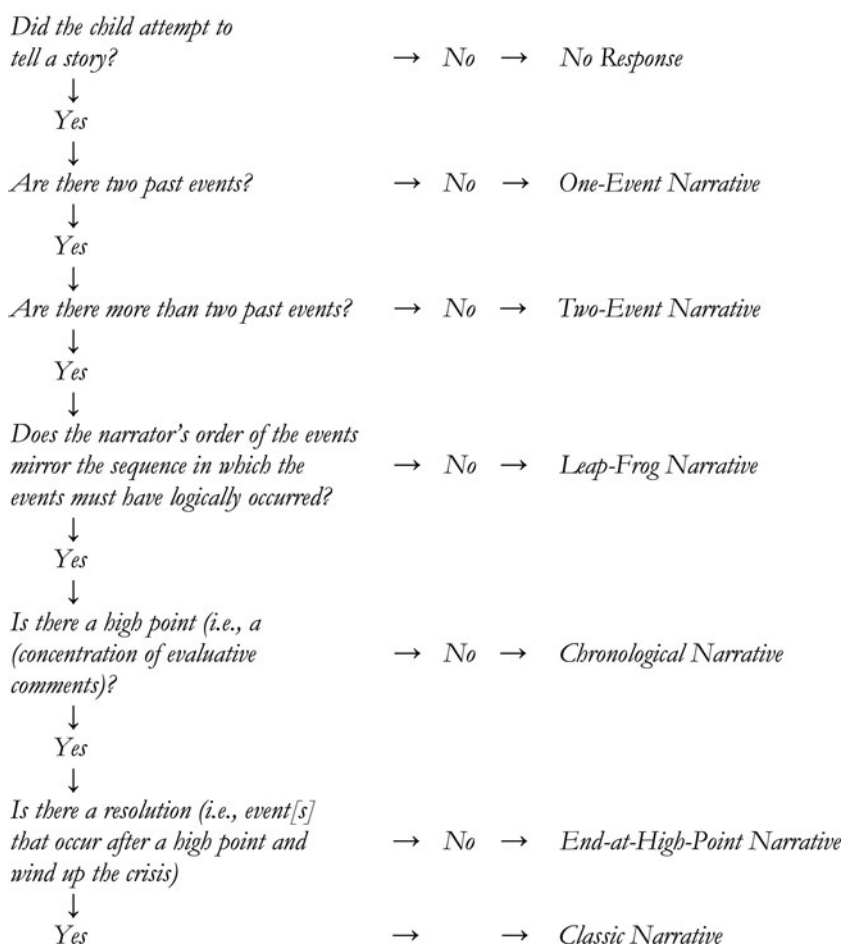 Did the child attempt to
tell a story? → No → No Response
↓
Yes
↓
Are there two past events? → No → One-Event Narrative
↓
Yes
↓
Are there more than two past events? → No → Two-Event Narrative
↓
Yes
↓
Does the narrator's order of the events
mirror the sequence in which the → No → Leap-Frog Narrative
events must have logically occurred?
↓
Yes
↓
Is there a high point (i.e., a
(concentration of evaluative → No → Chronological Narrative
comments)?
↓
Yes
↓
Is there a resolution (i.e., event[s]
that occur after a high point and → No → End-at-High-Point Narrative
wind up the crisis)
↓
Yes → → Classic Narrative